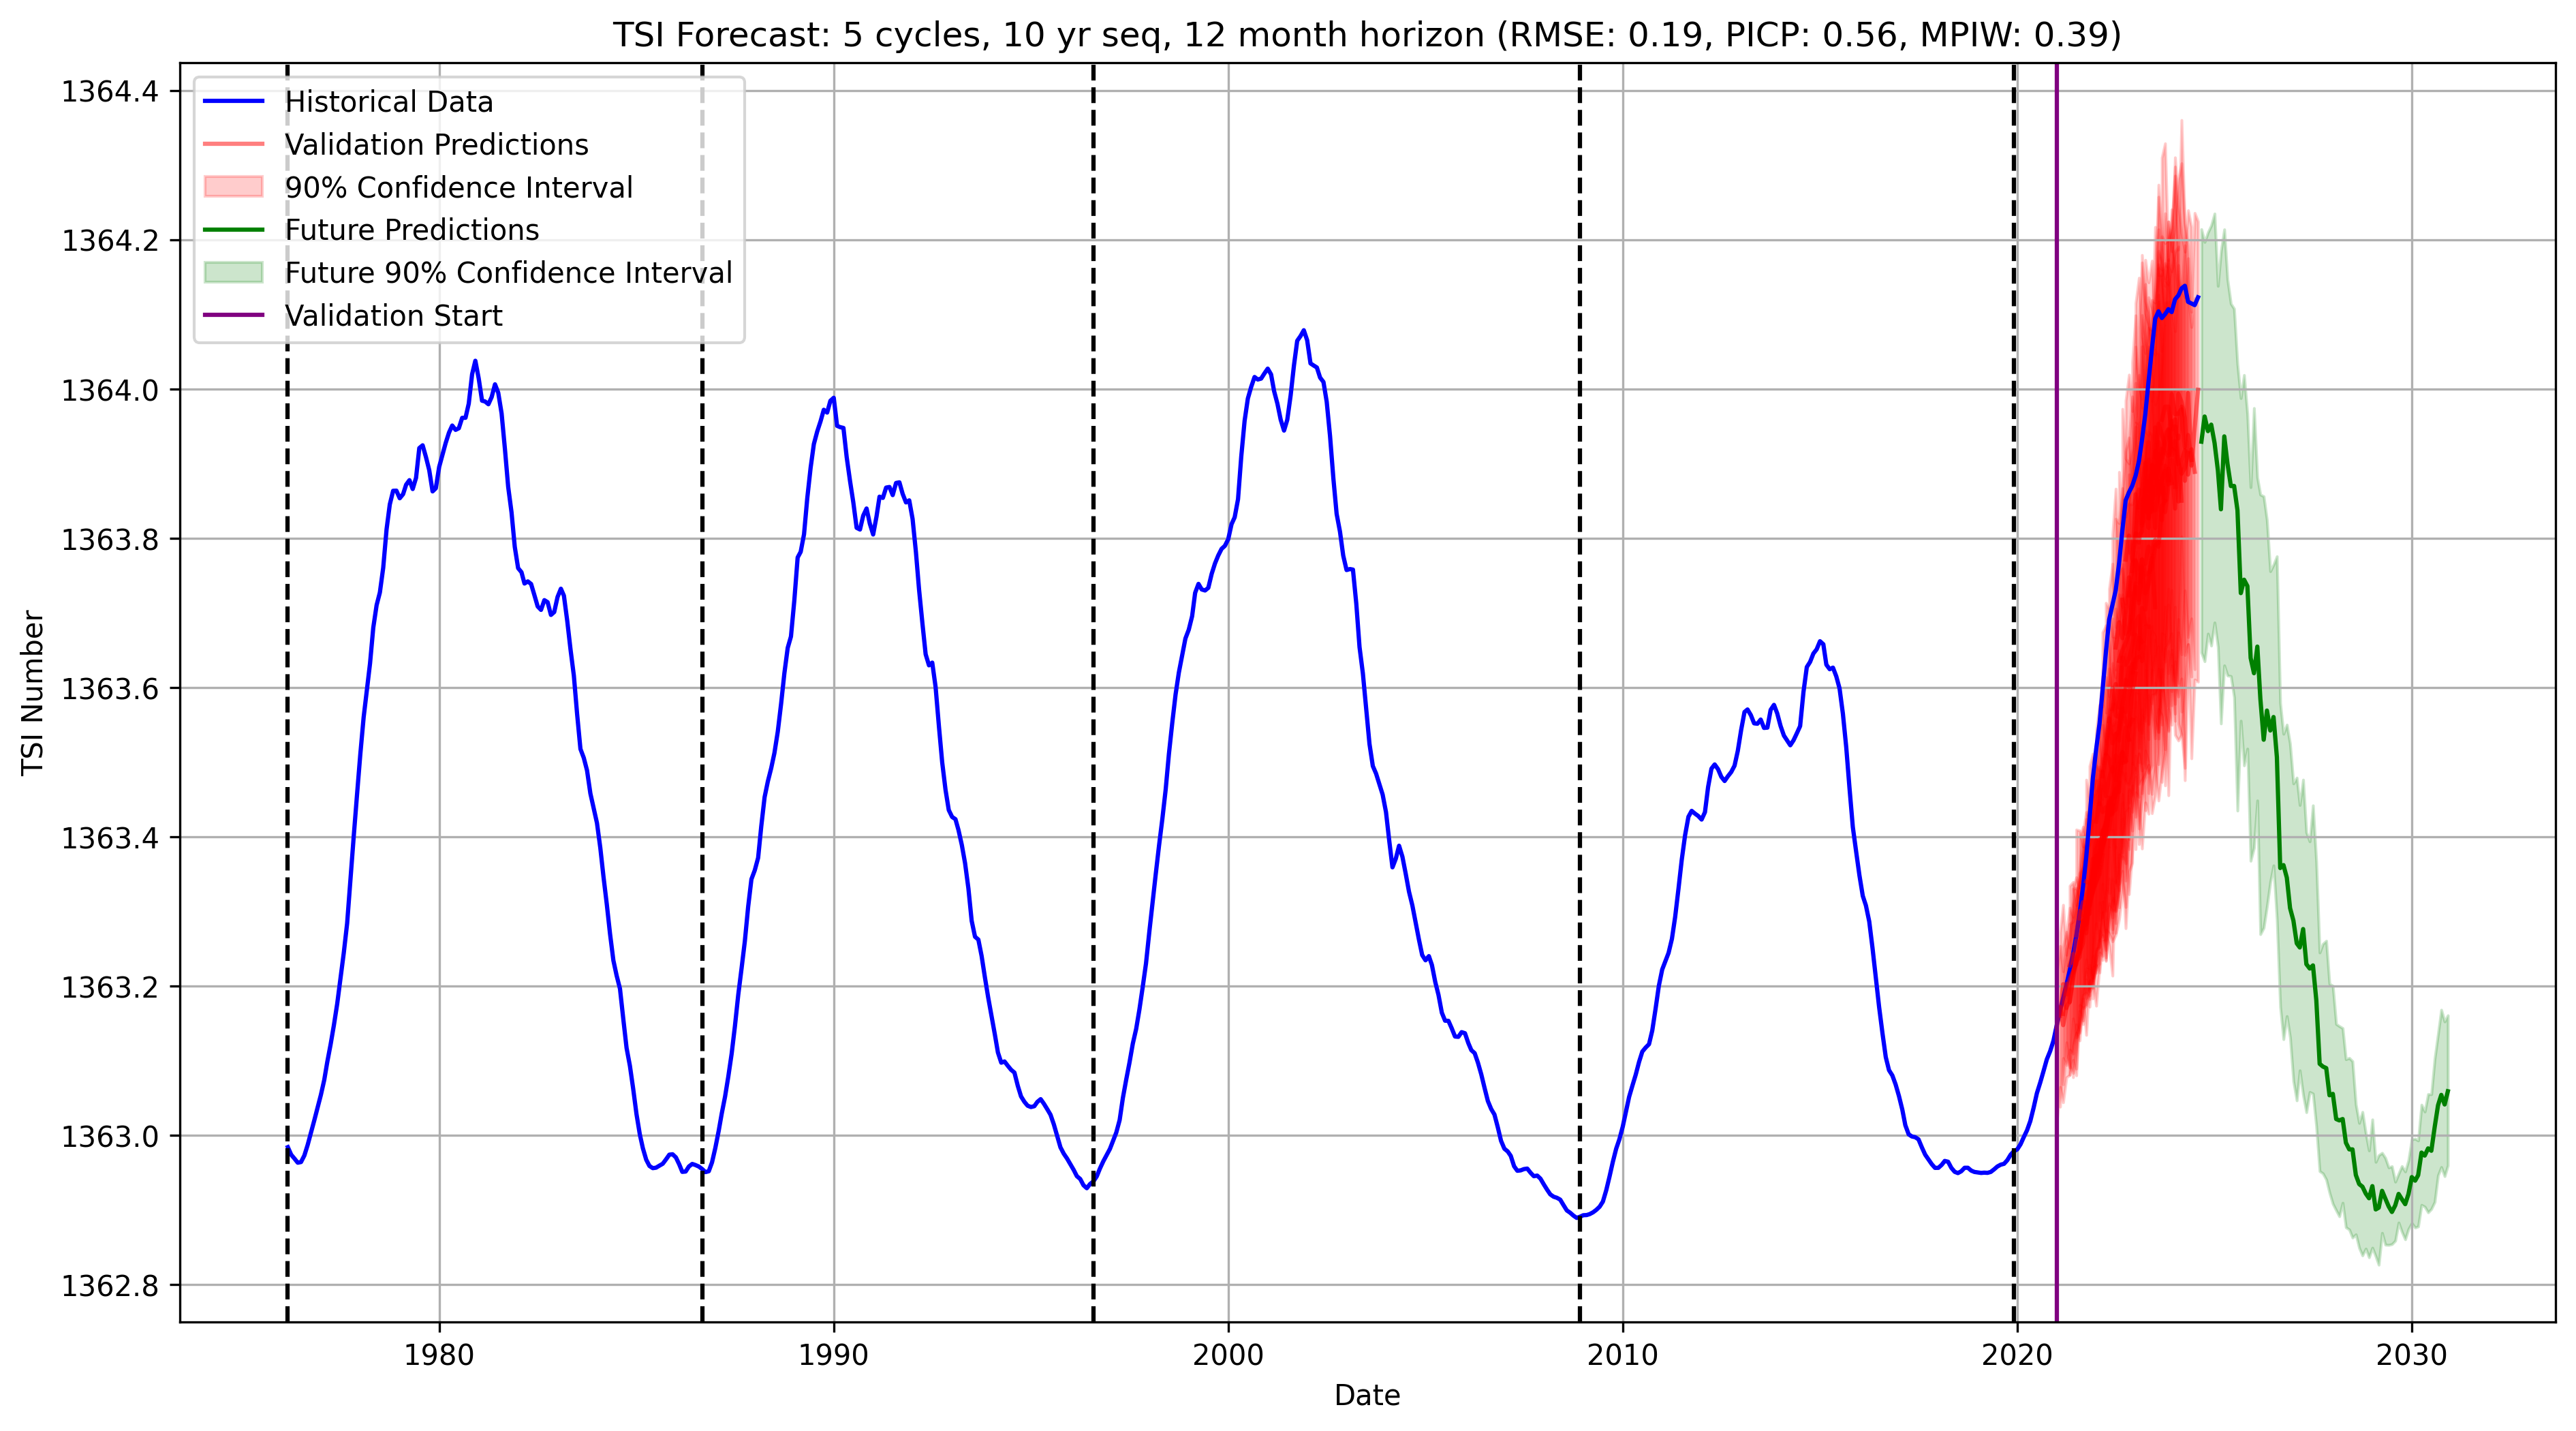 TSI Forecast: 5 cycles, 10 yr seq, 12 month horizon (RMSE: 0.19, PICP: 0.56, MPIW: 0.39)
Historical Data
Validation Predictions
90% Confidence Interval
Future Predictions
Future 90% Confidence Interval
Validation Start
TSI Number
1364.4
1364.2
1364.0
1363.8
1363.6
1363.4
1363.2
1363.0
1362.8
1980 1990 2000 2010 2020 2030
Date